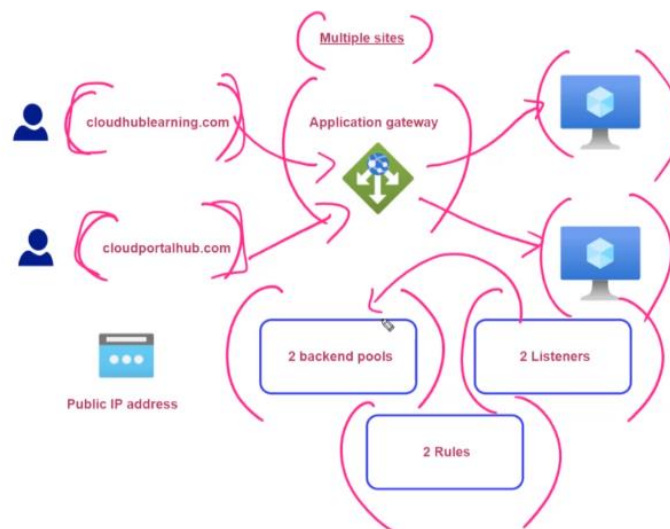 Multiple sites
cloudhublearning.com
Application gateway
cloudportalhub.com
2 backend pools
2 Listeners
Public IP address
2 Rules